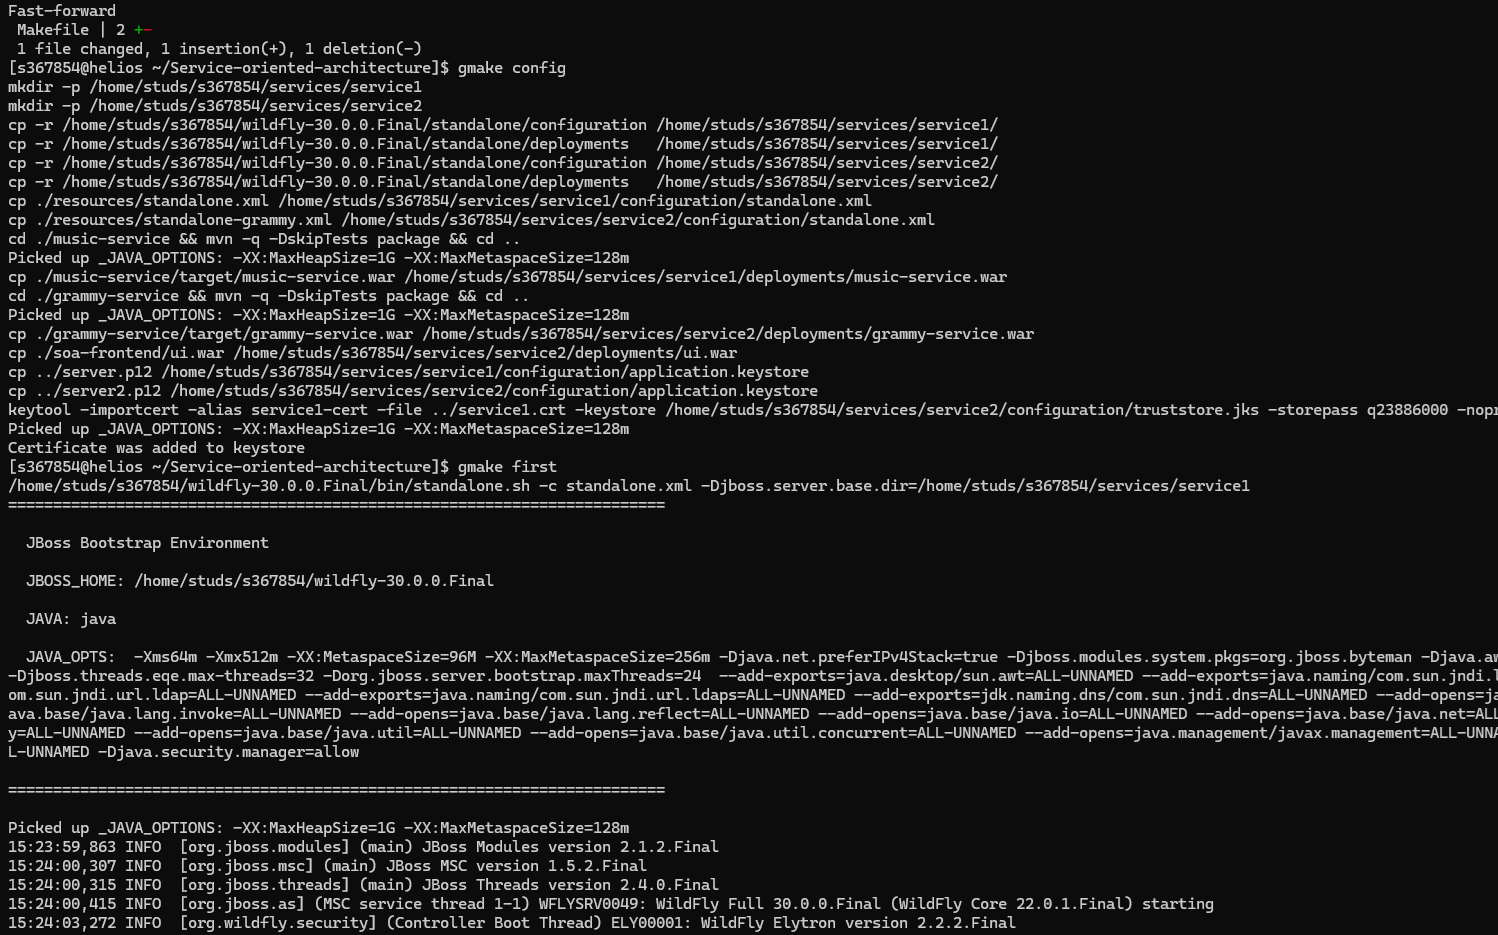 Fast-forward
 Makefile | 2 +-
 1 file changed, 1 insertion(+), 1 deletion(-)
[s367854@helios ~/Service-oriented-architecture]$ gmake config
mkdir -p /home/studs/s367854/services/service1
mkdir -p /home/studs/s367854/services/service2
cp -r /home/studs/s367854/wildfly-30.0.0.Final/standalone/configuration /home/studs/s367854/services/service1/
cp -r /home/studs/s367854/wildfly-30.0.0.Final/standalone/deployments   /home/studs/s367854/services/service1/
cp -r /home/studs/s367854/wildfly-30.0.0.Final/standalone/configuration /home/studs/s367854/services/service2/
cp -r /home/studs/s367854/wildfly-30.0.0.Final/standalone/deployments   /home/studs/s367854/services/service2/
cp ./resources/standalone.xml /home/studs/s367854/services/service1/configuration/standalone.xml
cp ./resources/standalone-grammy.xml /home/studs/s367854/services/service2/configuration/standalone.xml
cd ./music-service && mvn -q -DskipTests package && cd ..
Picked up _JAVA_OPTIONS: -XX:MaxHeapSize=1G -XX:MaxMetaspaceSize=128m
cp ./music-service/target/music-service.war /home/studs/s367854/services/service1/deployments/music-service.war
cd ./grammy-service && mvn -q -DskipTests package && cd ..
Picked up _JAVA_OPTIONS: -XX:MaxHeapSize=1G -XX:MaxMetaspaceSize=128m
cp ./grammy-service/target/grammy-service.war /home/studs/s367854/services/service2/deployments/grammy-service.war
cp ./soa-frontend/ui.war /home/studs/s367854/services/service2/deployments/ui.war
cp ../server.p12 /home/studs/s367854/services/service1/configuration/application.keystore
cp ../server2.p12 /home/studs/s367854/services/service2/configuration/application.keystore
keytool -importcert -alias service1-cert -file ../service1.crt -keystore /home/studs/s367854/services/service2/configuration/truststore.jks -storepass q23886000 -nopr
Picked up _JAVA_OPTIONS: -XX:MaxHeapSize=1G -XX:MaxMetaspaceSize=128m
Certificate was added to keystore
[s367854@helios ~/Service-oriented-architecture]$ gmake first
/home/studs/s367854/wildfly-30.0.0.Final/bin/standalone.sh -c standalone.xml -Djboss.server.base.dir=/home/studs/s367854/services/service1
=========================================================================
  JBoss Bootstrap Environment
  JBOSS_HOME: /home/studs/s367854/wildfly-30.0.0.Final
  JAVA: java
  JAVA_OPTS:  -Xms64m -Xmx512m -XX:MetaspaceSize=96M -XX:MaxMetaspaceSize=256m -Djava.net.preferIPv4Stack=true -Djboss.modules.system.pkgs=org.jboss.byteman -Djava.aw
-Djboss.threads.eqe.max-threads=32 -Dorg.jboss.server.bootstrap.maxThreads=24  --add-exports=java.desktop/sun.awt=ALL-UNNAMED --add-exports=java.naming/com.sun.jndi.l
om.sun.jndi.url.ldap=ALL-UNNAMED --add-exports=java.naming/com.sun.jndi.url.ldaps=ALL-UNNAMED --add-exports=jdk.naming.dns/com.sun.jndi.dns=ALL-UNNAMED --add-opens=ja
ava.base/java.lang.invoke=ALL-UNNAMED --add-opens=java.base/java.lang.reflect=ALL-UNNAMED --add-opens=java.base/java.io=ALL-UNNAMED --add-opens=java.base/java.net=ALL
y=ALL-UNNAMED --add-opens=java.base/java.util=ALL-UNNAMED --add-opens=java.base/java.util.concurrent=ALL-UNNAMED --add-opens=java.management/javax.management=ALL-UNNA
L-UNNAMED -Djava.security.manager=allow
=========================================================================
Picked up _JAVA_OPTIONS: -XX:MaxHeapSize=1G -XX:MaxMetaspaceSize=128m
15:23:59,863 INFO  [org.jboss.modules] (main) JBoss Modules version 2.1.2.Final
15:24:00,307 INFO  [org.jboss.msc] (main) JBoss MSC version 1.5.2.Final
15:24:00,315 INFO  [org.jboss.threads] (main) JBoss Threads version 2.4.0.Final
15:24:00,415 INFO  [org.jboss.as] (MSC service thread 1-1) WFLYSRV0049: WildFly Full 30.0.0.Final (WildFly Core 22.0.1.Final) starting
15:24:03,272 INFO  [org.wildfly.security] (Controller Boot Thread) ELY00001: WildFly Elytron version 2.2.2.Final